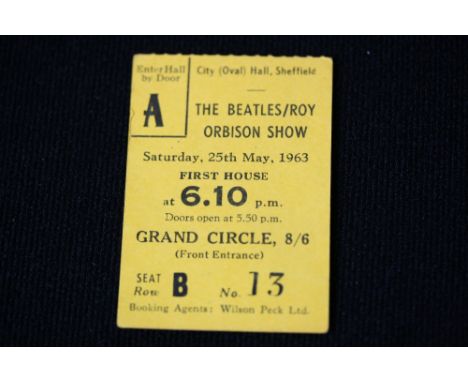 Enter Hall
by Door
A
City (Oval) Hall, Sheffield
THE BEATLES/ROY
ORBISON SHOW
Saturday, 25th May, 1963
FIRST HOUSE
at 6.10 p.m.
Doors open at 5.50 p.m.
GRAND CIRCLE, 8/6
(Front Entrance)
SEAT
Row B No. 13
Booking Agents: Wilson Peck Ltd.